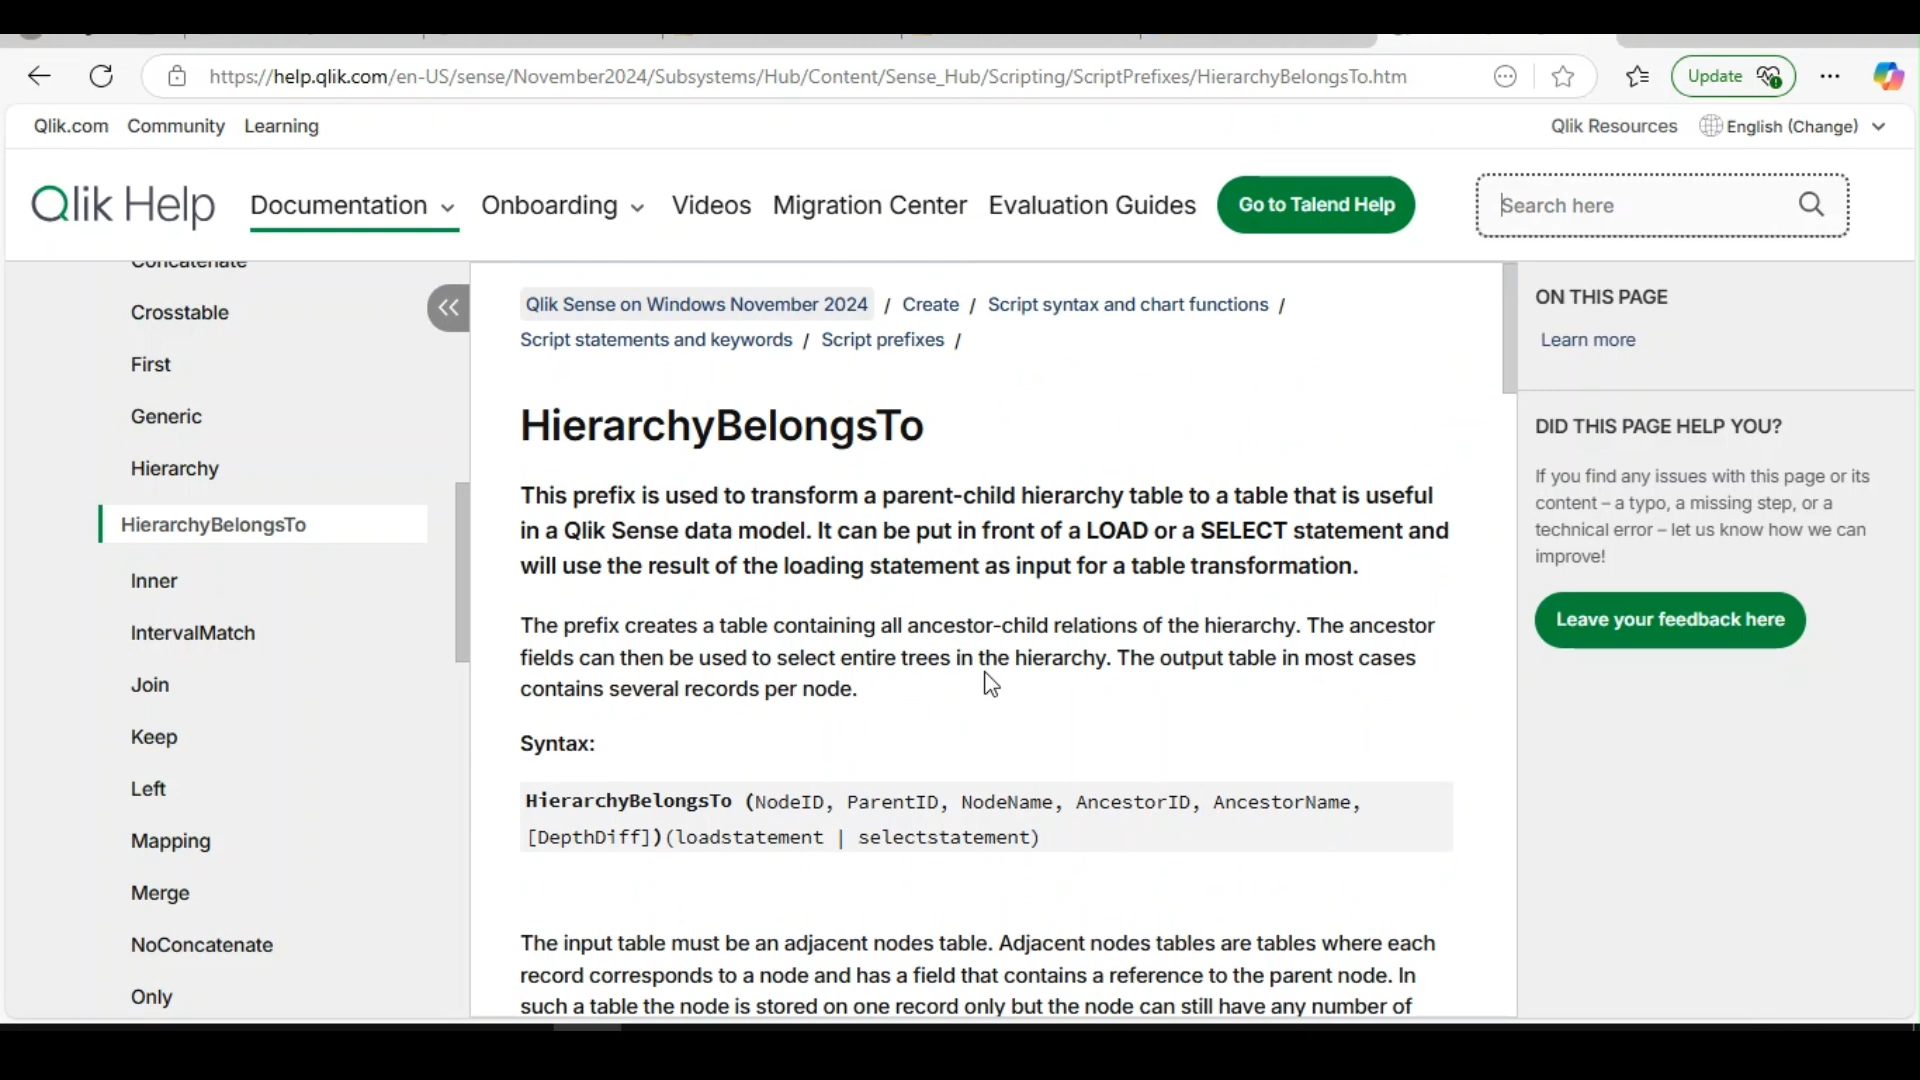 https://help.qlik.com/en-US/sense/November2024/Subsystems/Hub/Content/Sense_Hub/Scripting/ScriptPrefixes/HierarchyBelongsTo.htm
Update
Qlik.com Community Learning
Qlik Resources English (Change)
Qlik Help Documentation Onboarding Videos Migration Center Evaluation Guides Go to Talend Help Search here
Concatenate
Crosstable
First
Generic
Hierarchy
HierarchyBelongsTo
Inner
IntervalMatch
Join
Keep
Left
Mapping
Merge
NoConcatenate
Only
Qlik Sense on Windows November 2024 / Create / Script syntax and chart functions /
Script statements and keywords / Script prefixes /
HierarchyBelongsTo
This prefix is used to transform a parent-child hierarchy table to a table that is useful
in a Qlik Sense data model. It can be put in front of a LOAD or a SELECT statement and
will use the result of the loading statement as input for a table transformation.
The prefix creates a table containing all ancestor-child relations of the hierarchy. The ancestor
fields can then be used to select entire trees in the hierarchy. The output table in most cases
contains several records per node.
Syntax:
HierarchyBelongsTo (NodeID, ParentID, NodeName, AncestorID, AncestorName,
[DepthDiff])(loadstatement | selectstatement)
The input table must be an adjacent nodes table. Adjacent nodes tables are tables where each
record corresponds to a node and has a field that contains a reference to the parent node. In
such a table the node is stored on one record only but the node can still have any number of
ON THIS PAGE
Learn more
DID THIS PAGE HELP YOU?
If you find any issues with this page or its
content – a typo, a missing step, or a
technical error – let us know how we can
improve!
Leave your feedback here